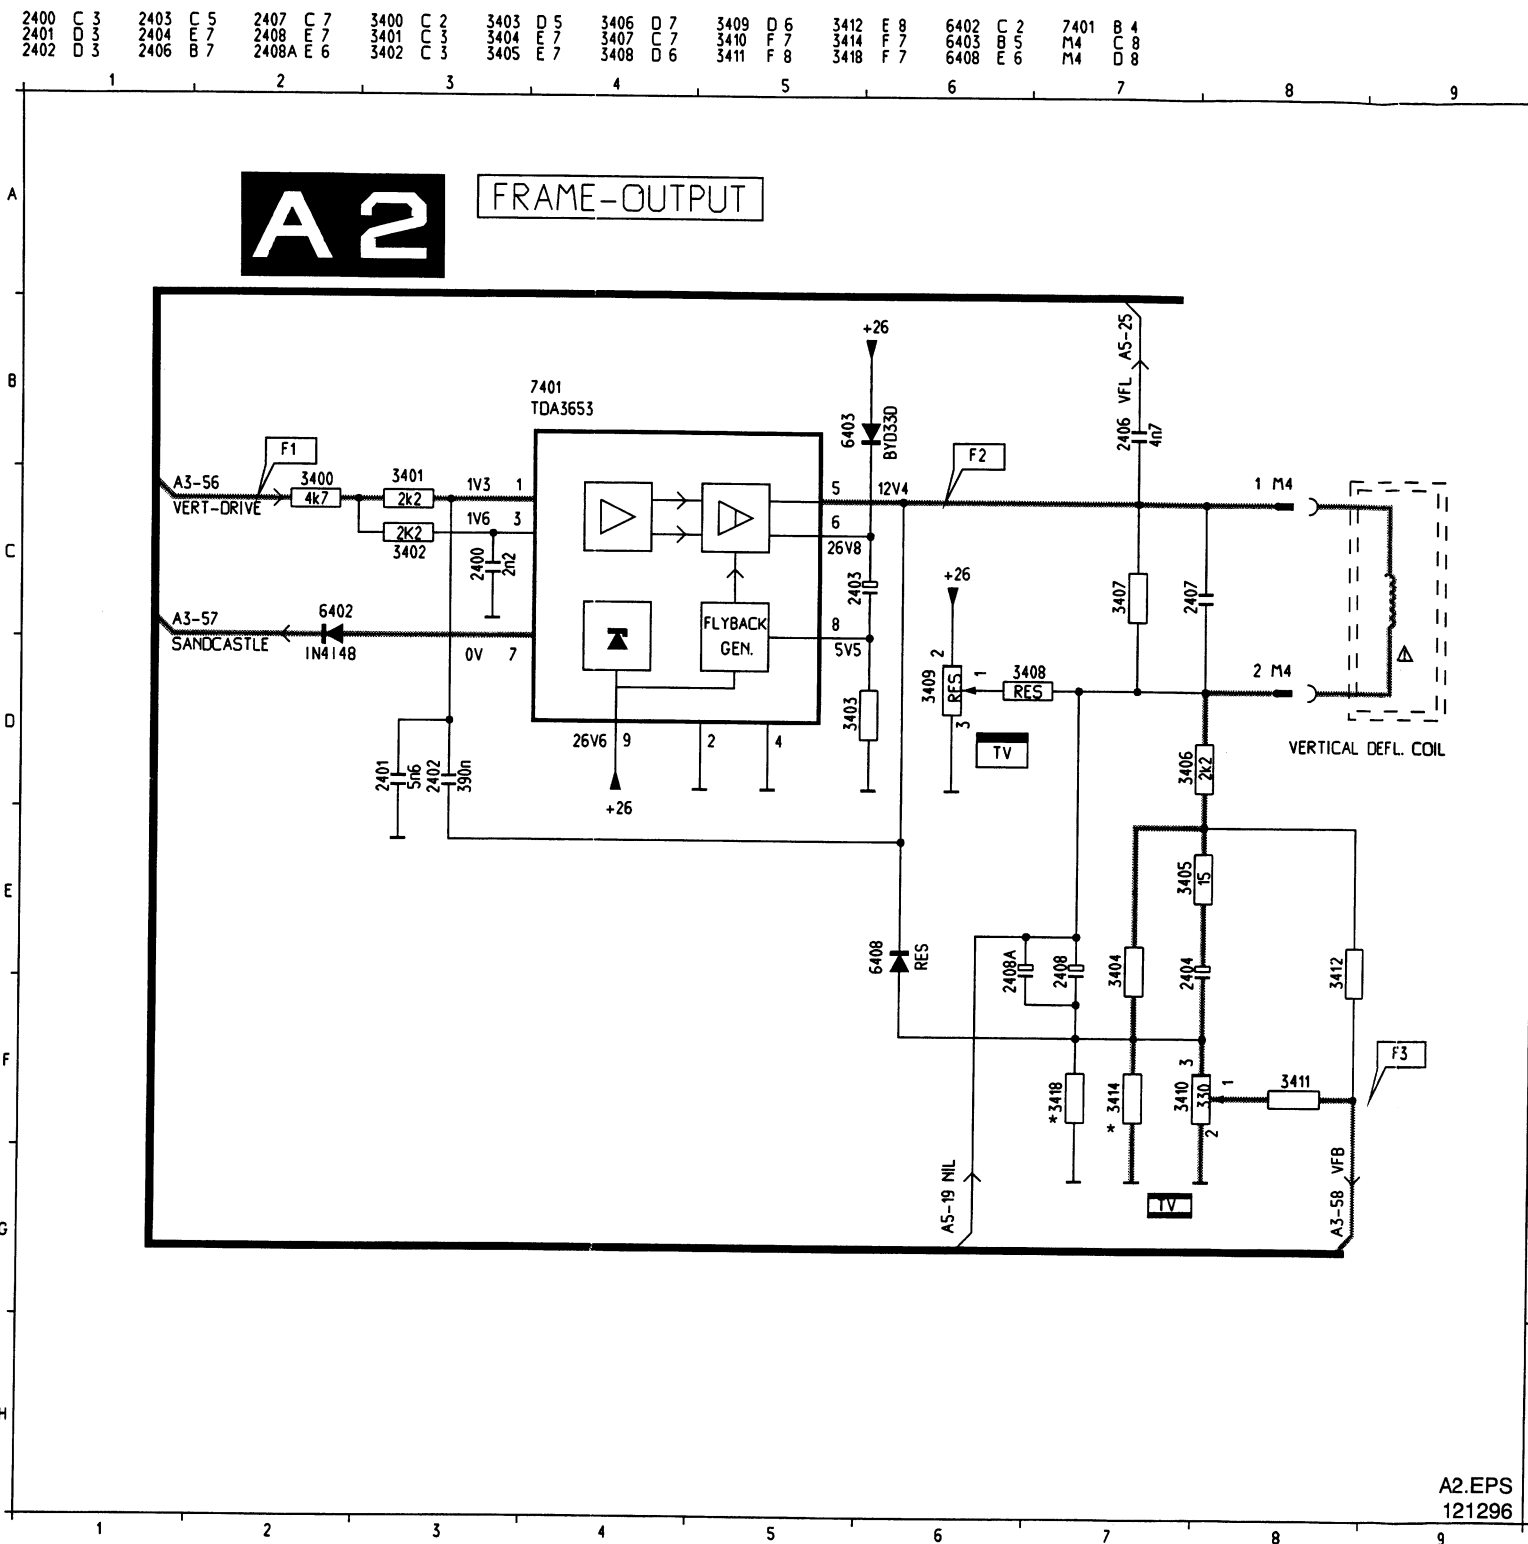 2400 C 3 2403 C 5 2407 C 7 3400 C 2 3403 D 5 3406 D 7 3409 D 6 3412 E 8 6402 C 2 7401 B 4
2401 D 3 2404 E 7 2408 E 7 3401 C 3 3404 E 7 3407 C 7 3410 F 7 3414 F 7 6403 B 5 M4 C 8
2402 D 3 2406 B 7 2408A E 6 3402 C 3 3405 E 7 3408 D 6 3411 F 8 3418 F 7 6408 E 6 M4 D 8
1 2 3 4 5 6 7 8 9
A
A2
FRAME-OUTPUT
B
+26
A5-25
VFL
2406
4n7
7401
TDA3653
6403
BYD33D
F1
F2
A3-56
VERT-DRIVE
3400
4k7
3401
2k2
1V3 1
5 12V4
1 M4
C
2K2
3402
1V6 3
6
26V8
2400
2n2
2403
+26
3407
2407
A3-57
SANDCASTLE
6402
1N4148
0V 7
FLYBACK
GEN.
8
5V5
2
3409
RES
1
3
3408
RES
2 M4
D
3403
TV
VERTICAL DEFL. COIL
26V6 9
2
4
+26
2401
5n6
2402
390n
3406
2k2
E
3405
15
6408
RES
2408A
2408
3404
2404
3412
F
F3
*3418
* 3414
3
3410
330
1
2
3411
G
A5-19 NIL
TV
VFB
A3-58
H
A2.EPS
121296
1 2 3 4 5 6 7 8 9